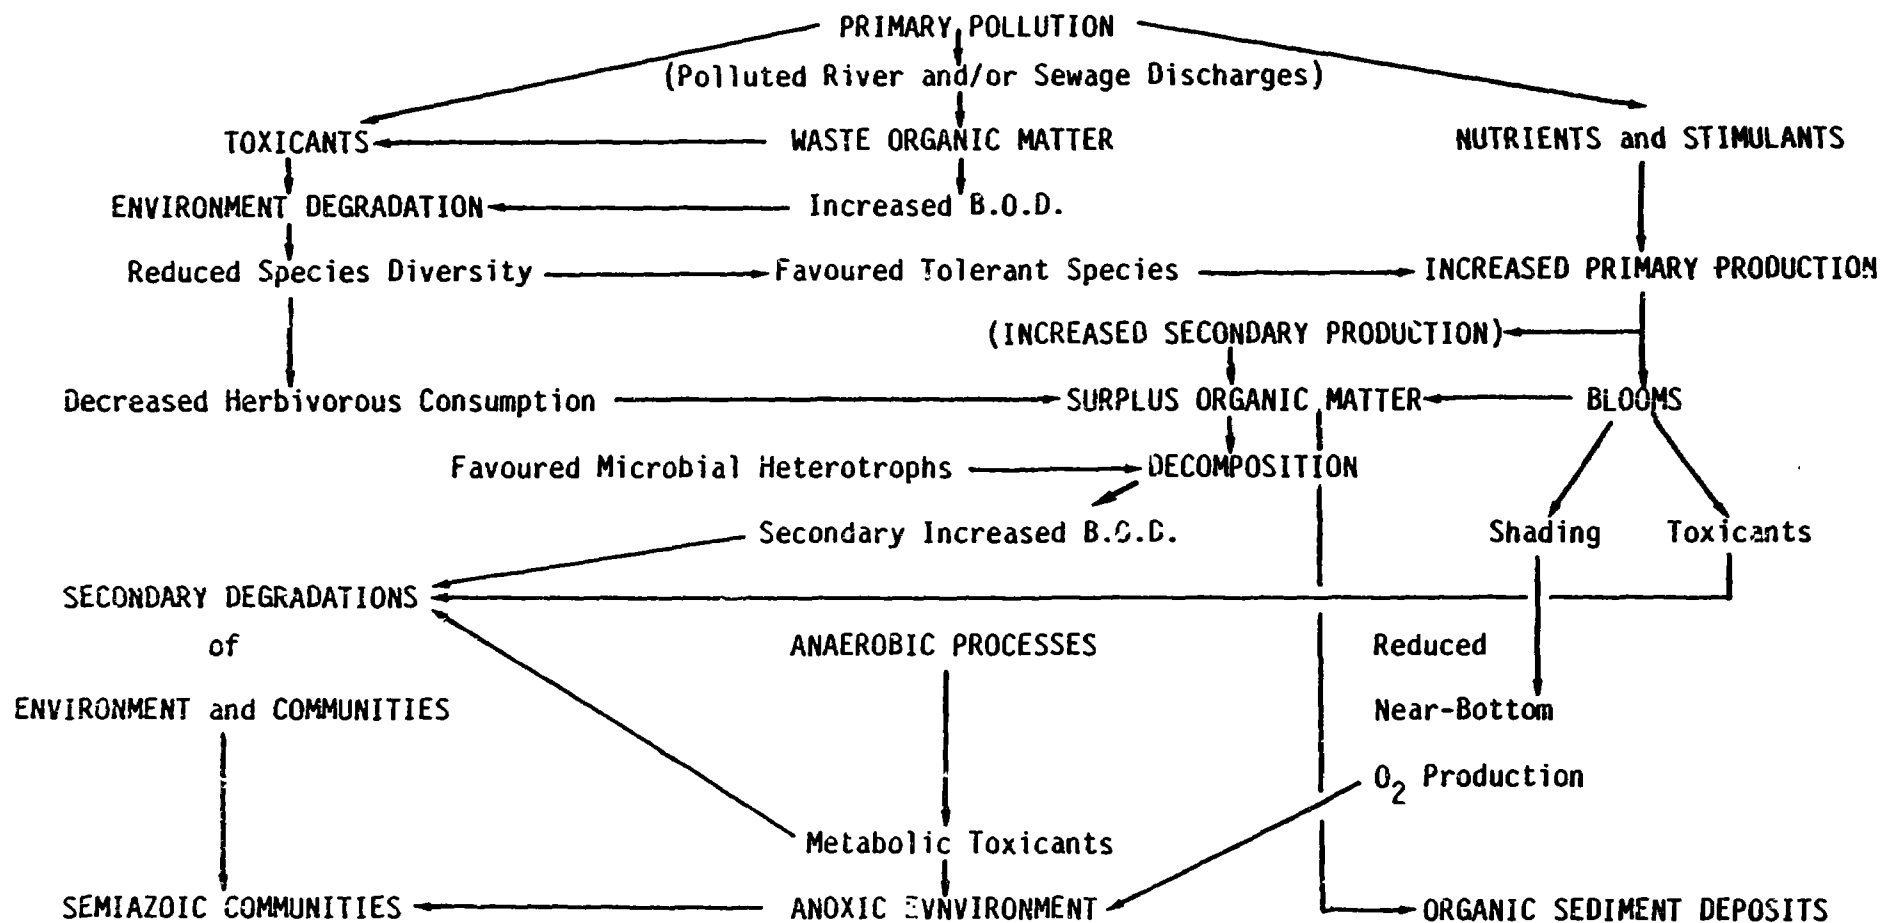 PRIMARY POLLUTION
(Polluted River and/or Sewage Discharges)
TOXICANTS WASTE ORGANIC MATTER NUTRIENTS and STIMULANTS
ENVIRONMENT DEGRADATION Increased B.O.D.
Reduced Species Diversity Favoured Tolerant Species INCREASED PRIMARY PRODUCTION
(INCREASED SECONDARY PRODUCTION)
Decreased Herbivorous Consumption SURPLUS ORGANIC MATTER BLOOMS
Favoured Microbial Heterotrophs DECOMPOSITION
Secondary Increased B.O.D. Shading Toxicants
SECONDARY DEGRADATIONS
of ANAEROBIC PROCESSES Reduced
ENVIRONMENT and COMMUNITIES Near-Bottom
O2 Production
Metabolic Toxicants
SEMIAZOIC COMMUNITIES ANOXIC EVNVIRONMENT ORGANIC SEDIMENT DEPOSITS